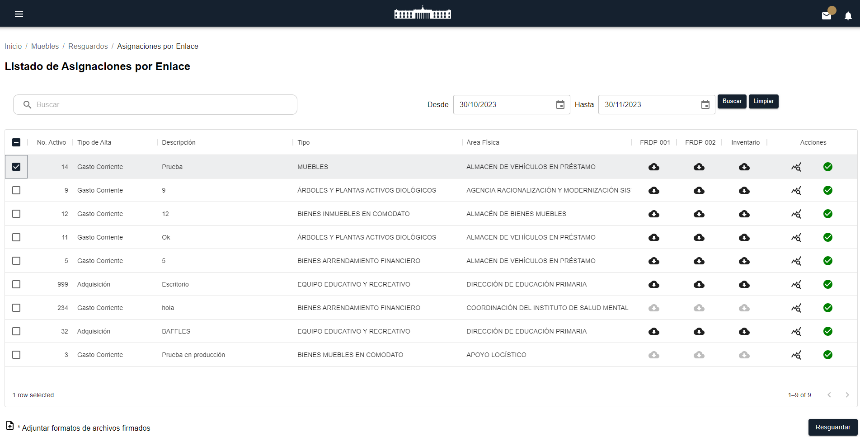 Inicio / Muebles / Resguardos / Asignaciones por Enlace
Listado de Asignaciones por Enlace
Buscar Desde 30/10/2023 Hasta 30/11/2023 Buscar Limpiar
No. Activo Tipo de Alta Descripción Tipo Área Física FRDP 001 FRDP 002 Inventario Acciones
14 Gasto Corriente Prueba MUEBLES ALMACEN DE VEHÍCULOS EN PRÉSTAMO
9 Gasto Corriente 9 ÁRBOLES Y PLANTAS ACTIVOS BIOLÓGICOS AGENCIA RACIONALIZACIÓN Y MODERNIZACIÓN SIS
12 Gasto Corriente 12 BIENES INMUEBLES EN COMODATO ALMACÉN DE BIENES MUEBLES
11 Gasto Corriente Ok ÁRBOLES Y PLANTAS ACTIVOS BIOLÓGICOS ALMACEN DE VEHÍCULOS EN PRÉSTAMO
5 Gasto Corriente 5 BIENES ARRENDAMIENTO FINANCIERO ALMACEN DE VEHÍCULOS EN PRÉSTAMO
999 Adquisición Escritorio EQUIPO EDUCATIVO Y RECREATIVO DIRECCIÓN DE EDUCACIÓN PRIMARIA
234 Gasto Corriente hola BIENES ARRENDAMIENTO FINANCIERO COORDINACIÓN DEL INSTITUTO DE SALUD MENTAL
32 Adquisición BAFFLES EQUIPO EDUCATIVO Y RECREATIVO DIRECCIÓN DE EDUCACIÓN PRIMARIA
3 Gasto Corriente Prueba en producción BIENES MUEBLES EN COMODATO APOYO LOGÍSTICO
1 row selected 1–9 of 9
* Adjuntar formatos de archivos firmados Resguardar